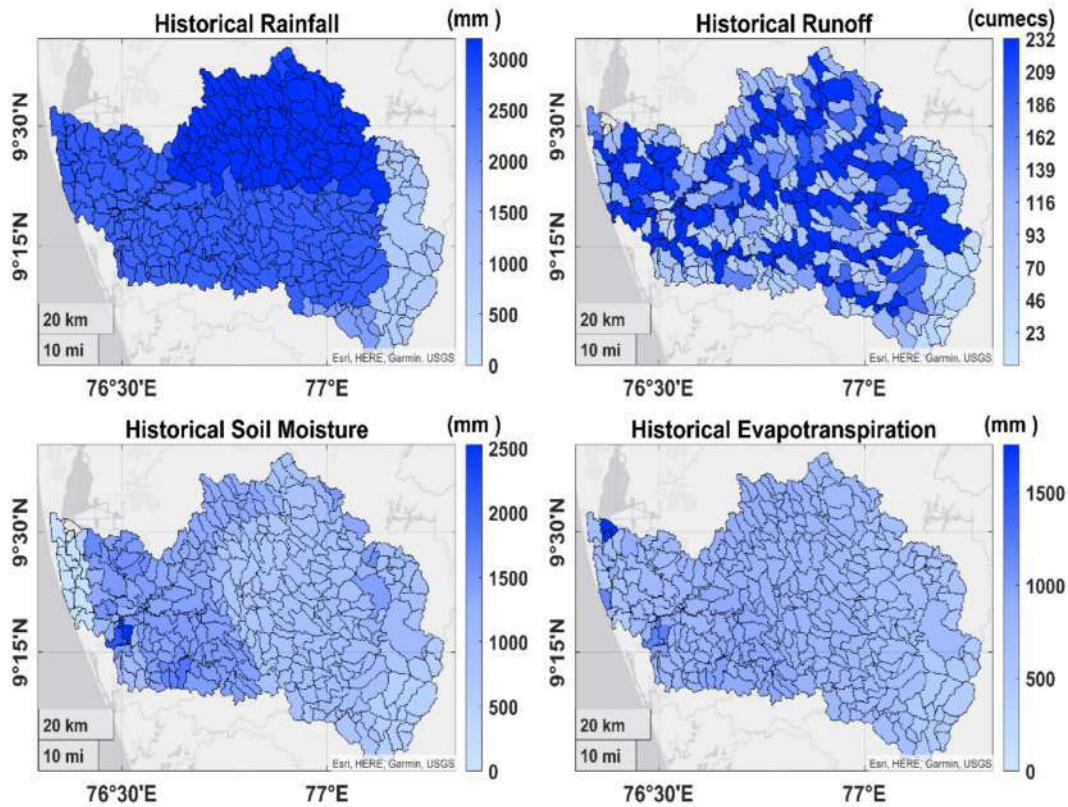 Historical Rainfall
(mm )
3000
2500
2000
1500
1000
500
0
9°30'N
9°15'N
20 km
10 mi
Esri, HERE, Garmin, USGS
76°30'E
77°E
Historical Runoff
(cumecs)
232
209
186
162
139
116
93
70
46
23
9°30'N
9°15'N
20 km
10 mi
Esri, HERE, Garmin, USGS
76°30'E
77°E
Historical Soil Moisture
(mm )
2500
2000
1500
1000
500
0
9°30'N
9°15'N
20 km
10 mi
Esri, HERE, Garmin, USGS
76°30'E
77°E
Historical Evapotranspiration
(mm )
1500
1000
500
0
9°30'N
9°15'N
20 km
10 mi
Esri, HERE, Garmin, USGS
76°30'E
77°E